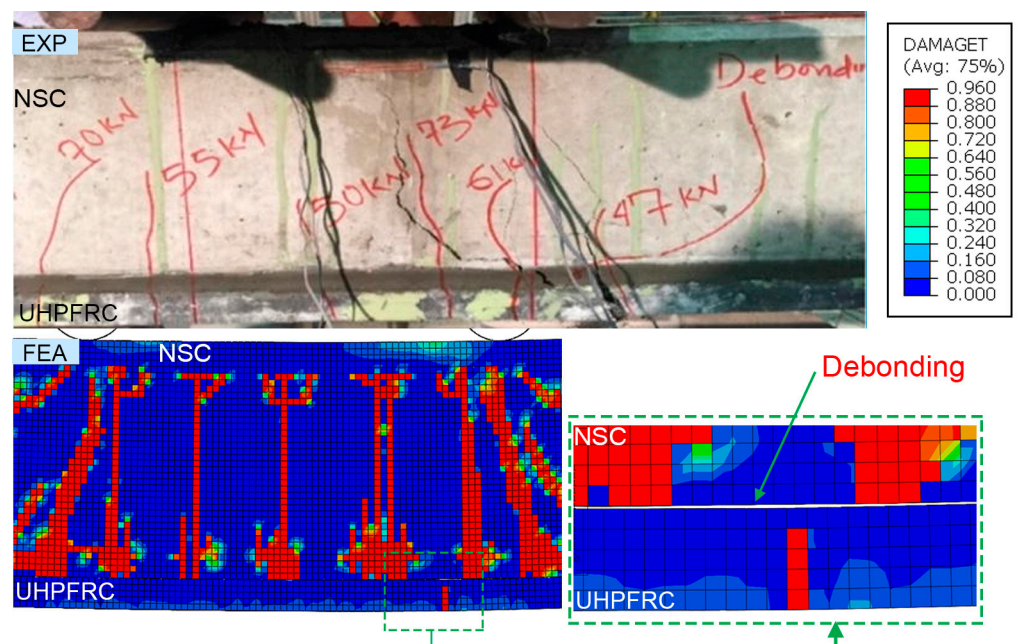 EXP
NSC
70KN
55KN
50KN
73KN
61K
47KN
Debondin
UHPFRC
DAMAGET
(Avg: 75%)
0.960
0.880
0.800
0.720
0.640
0.560
0.480
0.400
0.320
0.240
0.160
0.080
0.000
FEA
NSC
UHPFRC
Debonding
NSC
UHPFRC